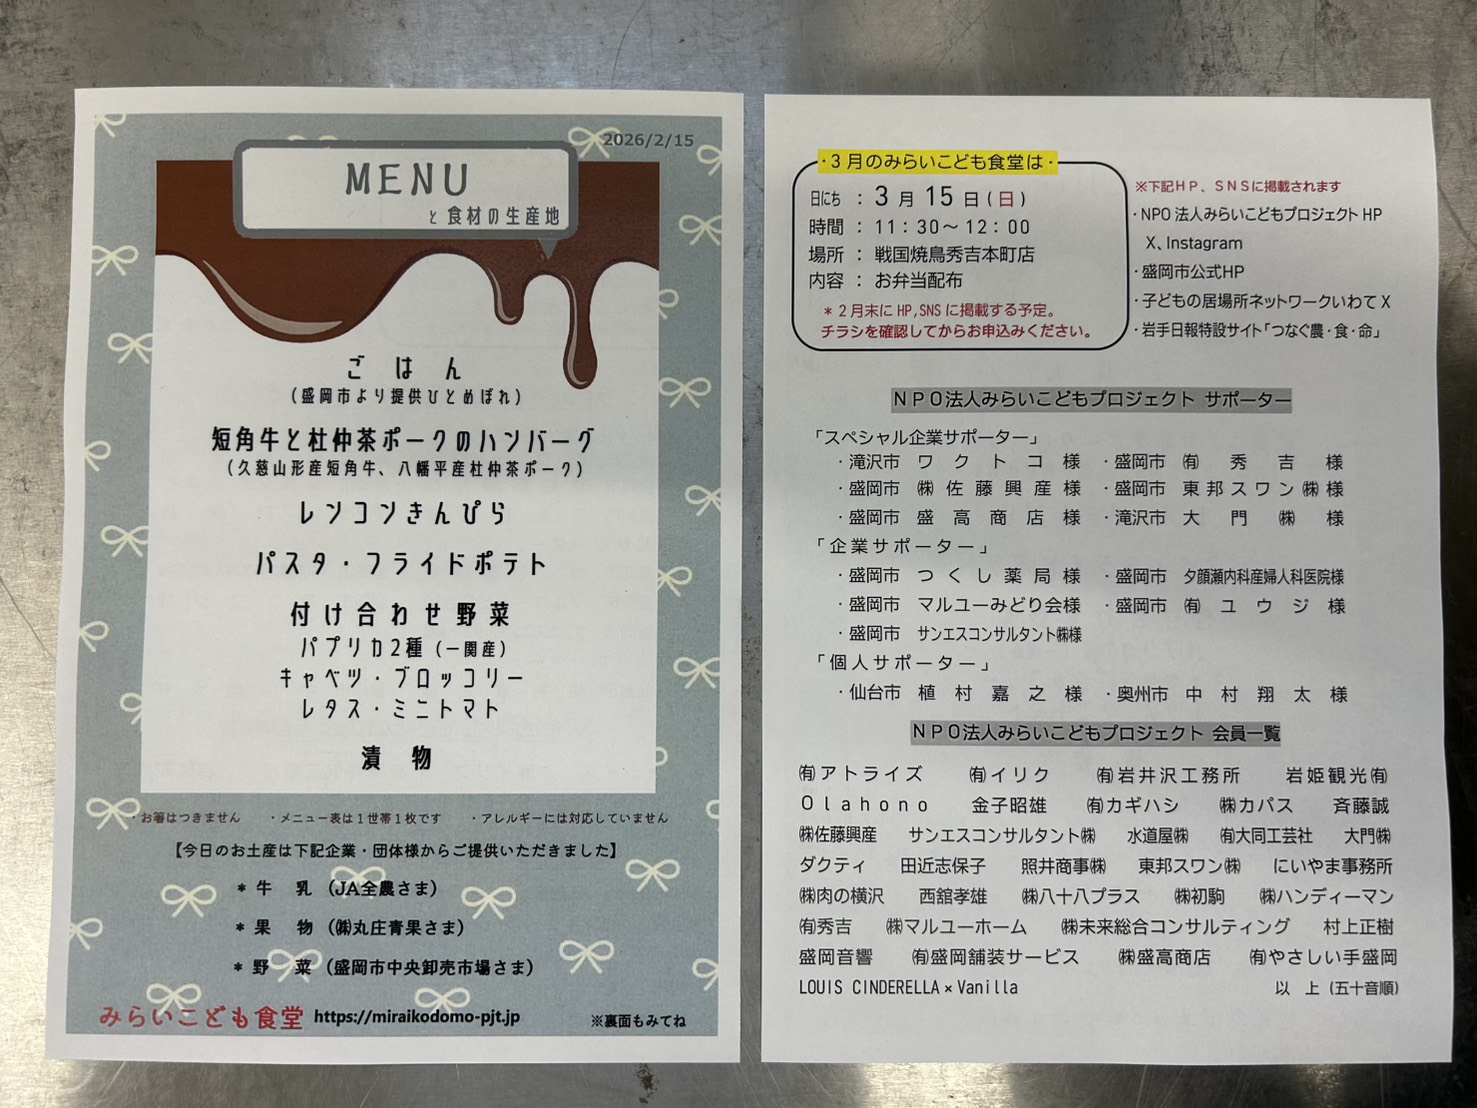 2026/2/15
MENU
と食材の生産地
ごはん
(盛岡市より提供ひとめぼれ)
短角牛と杜仲茶ポークのハンバーグ
(久慈山形産短角牛、八幡平産杜仲茶ポーク)
レンコンきんぴら
パスタ・フライドポテト
付け合わせ野菜
パプリカ2種(一関産)
キャベツ・ブロッコリー
レタス・ミニトマト
漬物
・お箸はつきません ・メニュー表は1世帯1枚です ・アレルギーには対応していません
【今日のお土産は下記企業・団体様からご提供いただきました】
*牛 乳 (JA全農さま)
*果 物 (㈱丸庄青果さま)
*野 菜 (盛岡市中央卸売市場さま)
みらいこども食堂 https://miraikodomo-pjt.jp ※裏面もみてね
・3月のみらいこども食堂は・
日にち : 3月15日(日)
時間 : 11:30～12:00
場所 : 戦国焼鳥秀吉本町店
内容 : お弁当配布
*2月末にHP,SNSに掲載する予定。
チラシを確認してからお申込みください。
※下記HP、SNSに掲載されます
・NPO法人みらいこどもプロジェクトHP
X、Instagram
・盛岡市公式HP
・子どもの居場所ネットワークいわてX
・岩手日報特設サイト「つなぐ農・食・命」
NPO法人みらいこどもプロジェクト サポーター
「スペシャル企業サポーター」
・滝沢市 ワクトコ様 ・盛岡市 ㈲秀吉様
・盛岡市 ㈱佐藤興産様 ・盛岡市 東邦スワン㈱様
・盛岡市 盛高商店様 ・滝沢市 大門㈱様
「企業サポーター」
・盛岡市 つくし薬局様 ・盛岡市 夕顔瀬内科産婦人科医院様
・盛岡市 マルユーみどり会様 ・盛岡市 ㈲ユウジ様
・盛岡市 サンエスコンサルタント㈱様
「個人サポーター」
・仙台市 植村嘉之様 ・奥州市 中村翔太様
NPO法人みらいこどもプロジェクト 会員一覧
㈲アトライズ ㈲イリク ㈲岩井沢工務所 岩姫観光㈲
Olahono 金子昭雄 ㈲カギハシ ㈱カパス 斉藤誠
㈱佐藤興産 サンエスコンサルタント㈱ 水道屋㈱ ㈲大同工芸社 大門㈱
ダクティ 田近志保子 照井商事㈱ 東邦スワン㈱ にいやま事務所
㈱肉の横沢 西舘孝雄 ㈱八十八プラス ㈱初駒 ㈱ハンディーマン
㈲秀吉 ㈱マルユーホーム ㈱未来総合コンサルティング 村上正樹
盛岡音響 ㈲盛岡舗装サービス ㈱盛高商店 ㈲やさしい手盛岡
LOUIS CINDERELLA×Vanilla 以上(五十音順)